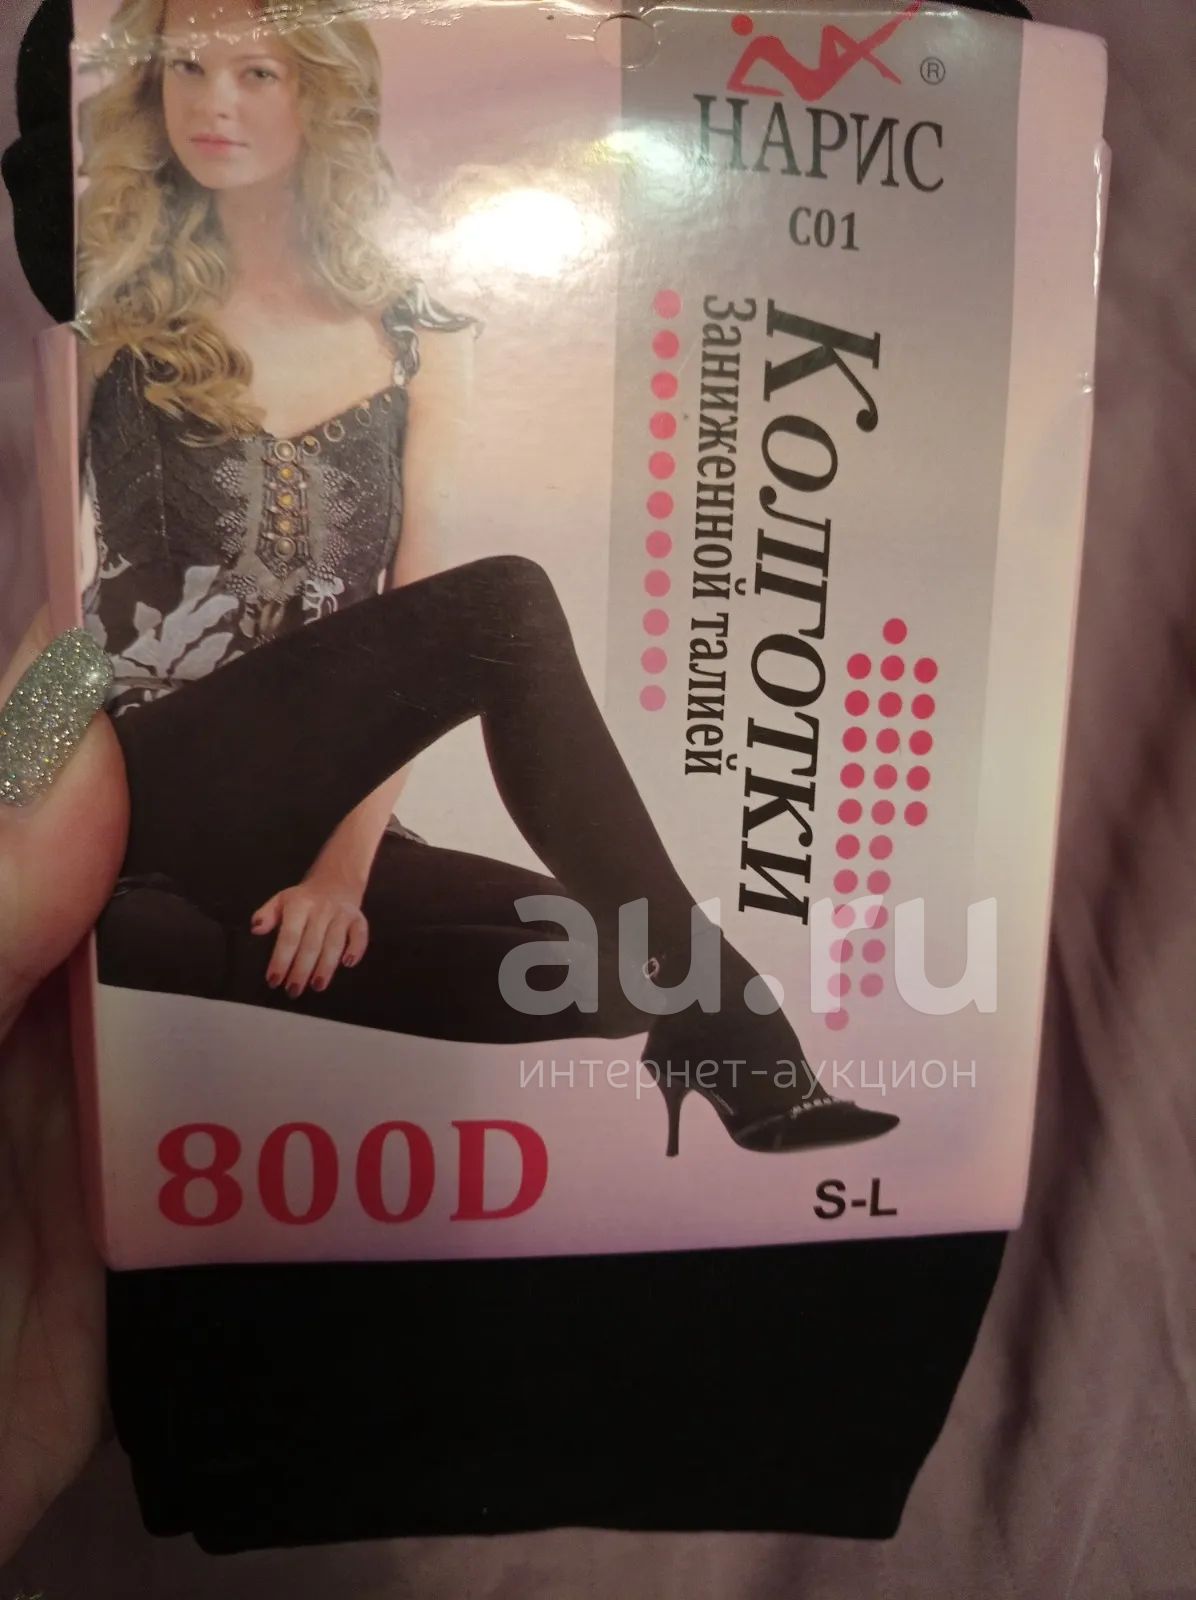 ®
НАРИС
C01
Колготки
Заниженной талией
au.ru
интернет-аукцион
800D
S-L